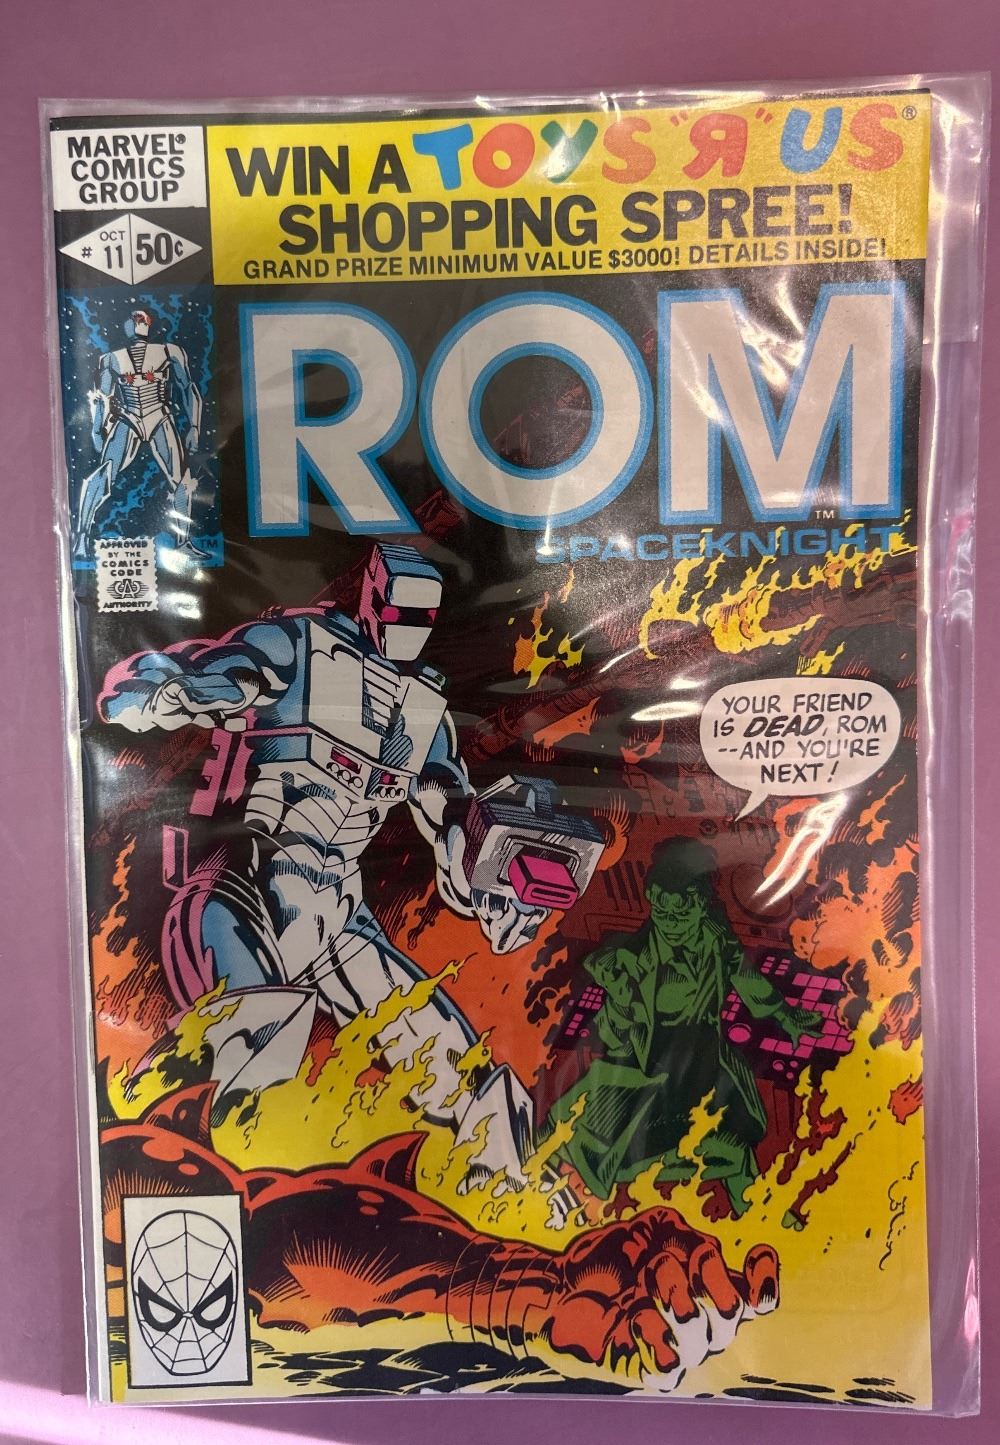 MARVEL®
COMICS
GROUP
WIN A TOYS "R" US®
SHOPPING SPREE!
GRAND PRIZE MINIMUM VALUE $3000! DETAILS INSIDE!
OCT
# 11 50¢
ROM
TM
SPACEKNIGHT
TM
APPROVED
BY THE
COMICS
CODE
CA
AUTHORITY
YOUR FRIEND
IS DEAD, ROM
--AND YOU'RE
NEXT!